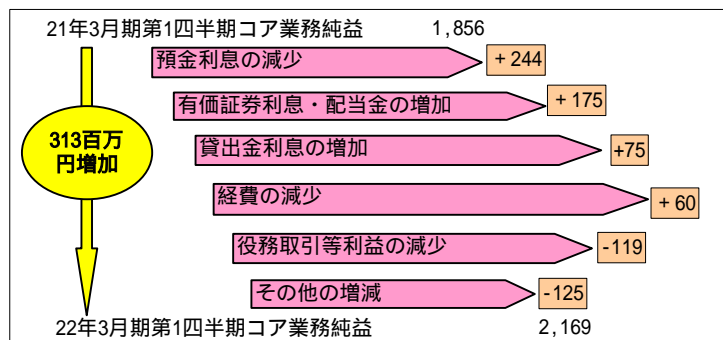 21年3月期第1四半期コア業務純益 1,856
預金利息の減少 +244
有価証券利息・配当金の増加 +175
貸出金利息の増加 +75
313百万
円増加
経費の減少 +60
役務取引等利益の減少 -119
その他の増減 -125
22年3月期第1四半期コア業務純益 2,169